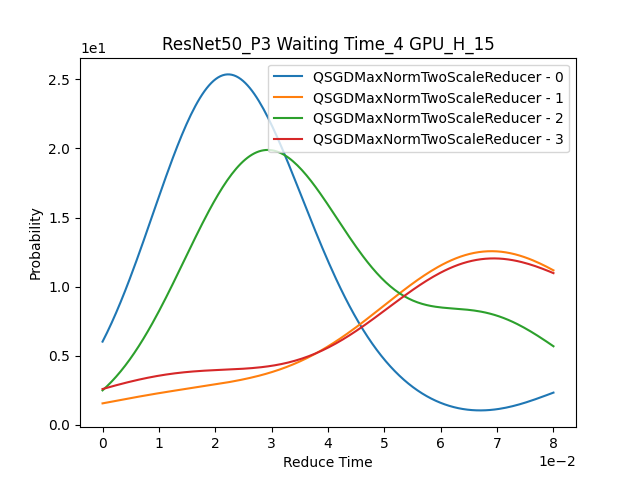 ResNet50_P3 Waiting Time_4 GPU_H_15
1e1
QSGDMaxNormTwoScaleReducer - 0
QSGDMaxNormTwoScaleReducer - 1
QSGDMaxNormTwoScaleReducer - 2
QSGDMaxNormTwoScaleReducer - 3
2.5
2.0
1.5
1.0
0.5
0.0
Probability
0 1 2 3 4 5 6 7 8
Reduce Time
1e−2